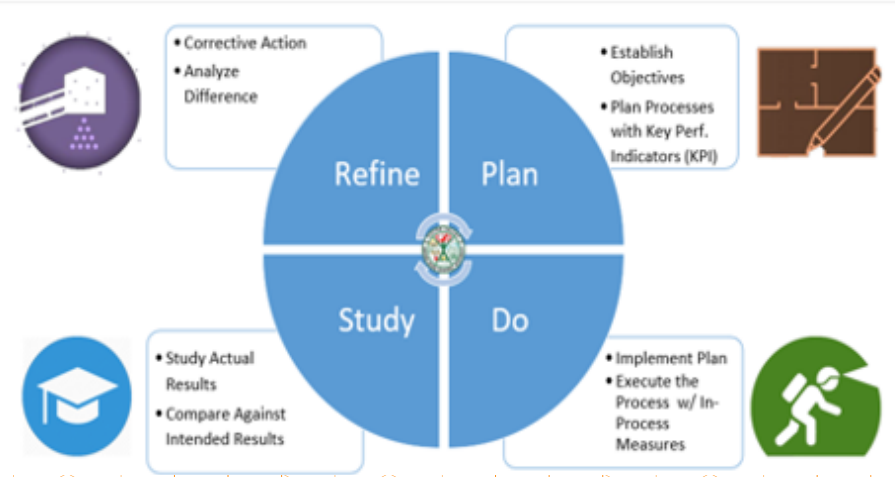 • Corrective Action
• Analyze
Difference
• Establish
Objectives
• Plan Processes
with Key Perf.
Indicators (KPI)
Refine
Plan
Study
Do
• Study Actual
Results
• Compare Against
Intended Results
• Implement Plan
• Execute the
Process w/ In-
Process
Measures